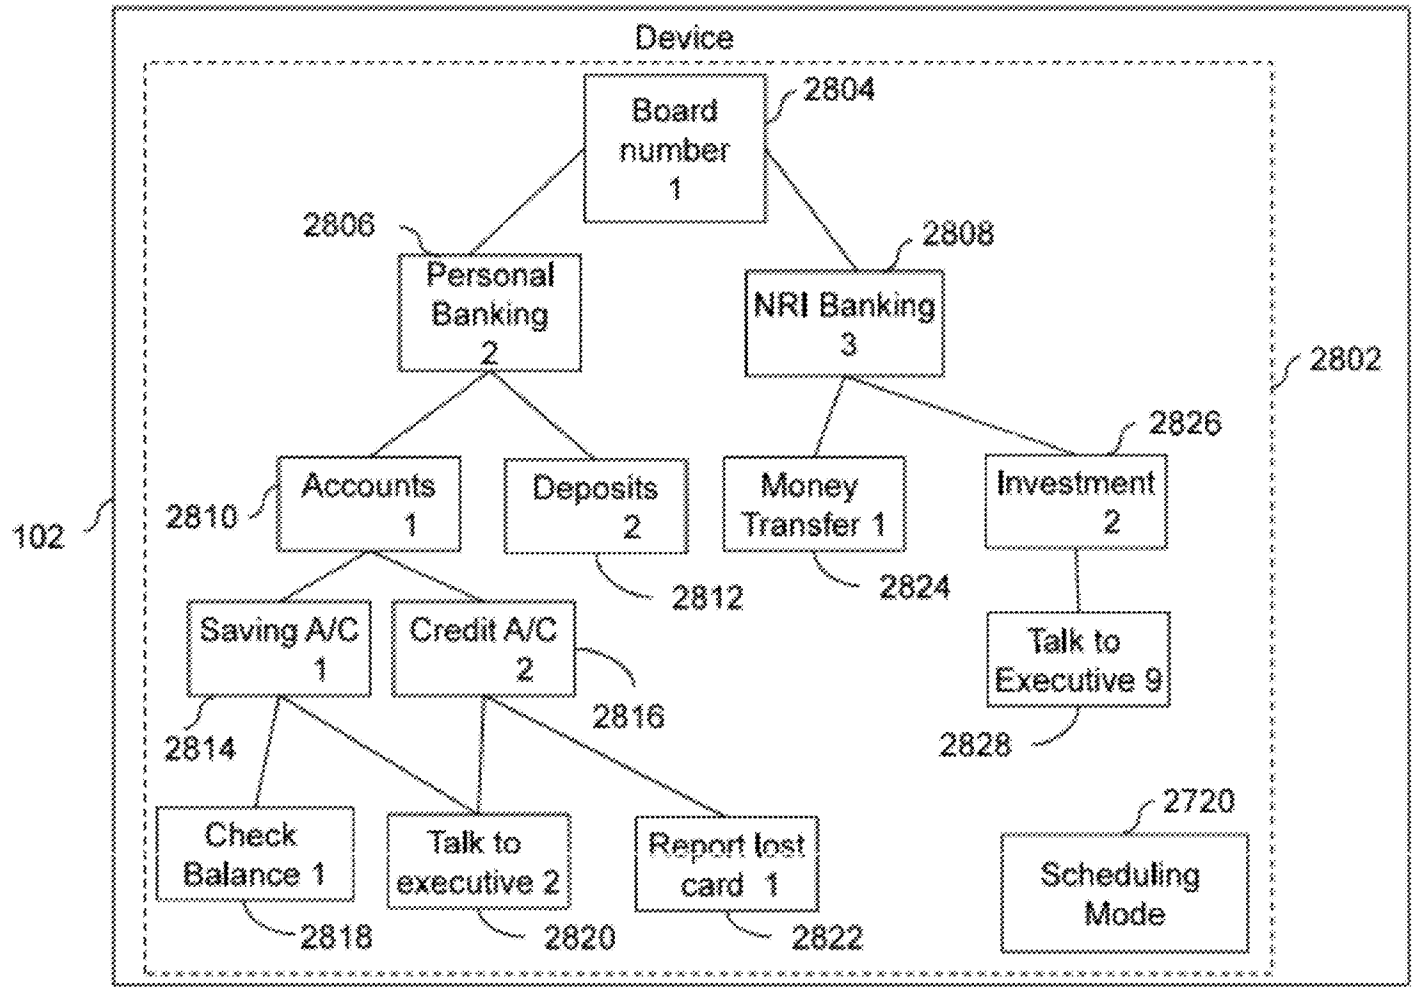 Device
2804
Board
number
1
2806
2808
Personal
Banking
2
NRI Banking
3
2802
2826
Accounts
1
2810
Deposits
2
Money
Transfer 1
Investment
2
102
2812
2824
Saving A/C
1
Credit A/C
2
Talk to
Executive 9
2814
2816
2828
2720
Check
Balance 1
Talk to
executive 2
Report lost
card 1
Scheduling
Mode
2818
2820
2822